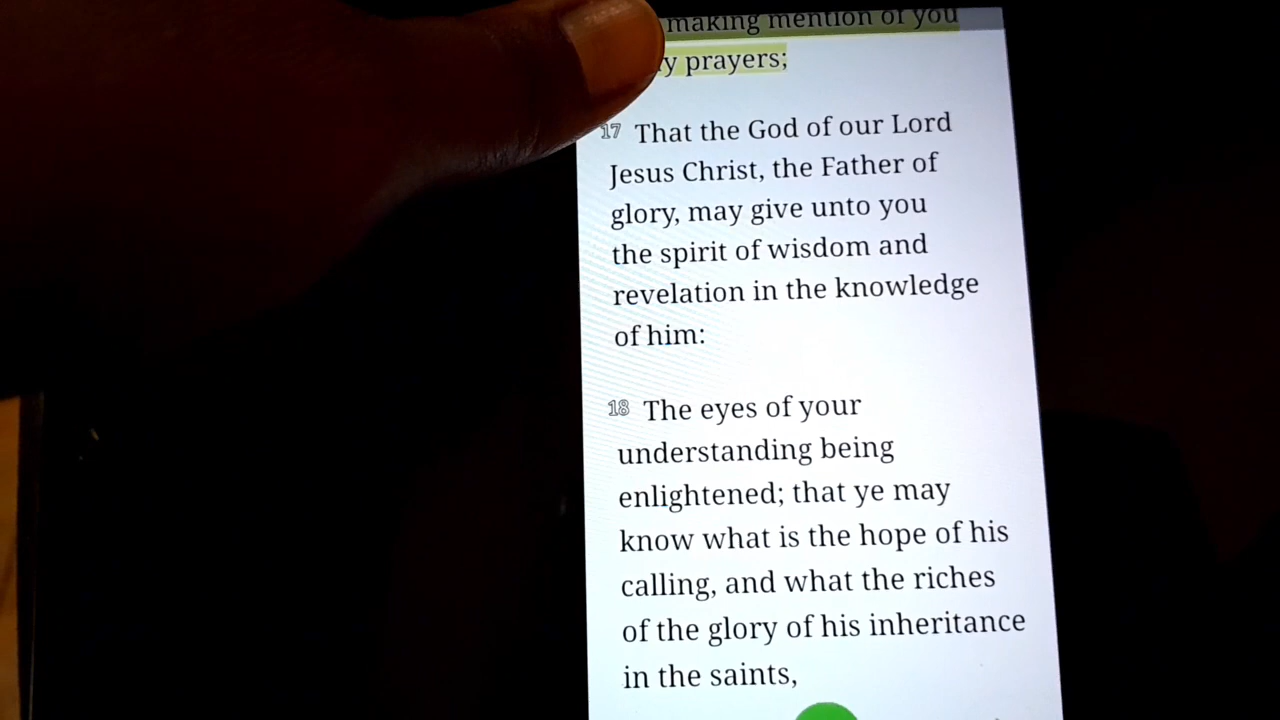 making mention of you
prayers;
17 That the God of our Lord
Jesus Christ, the Father of
glory, may give unto you
the spirit of wisdom and
revelation in the knowledge
of him:
18 The eyes of your
understanding being
enlightened; that ye may
know what is the hope of his
calling, and what the riches
of the glory of his inheritance
in the saints,